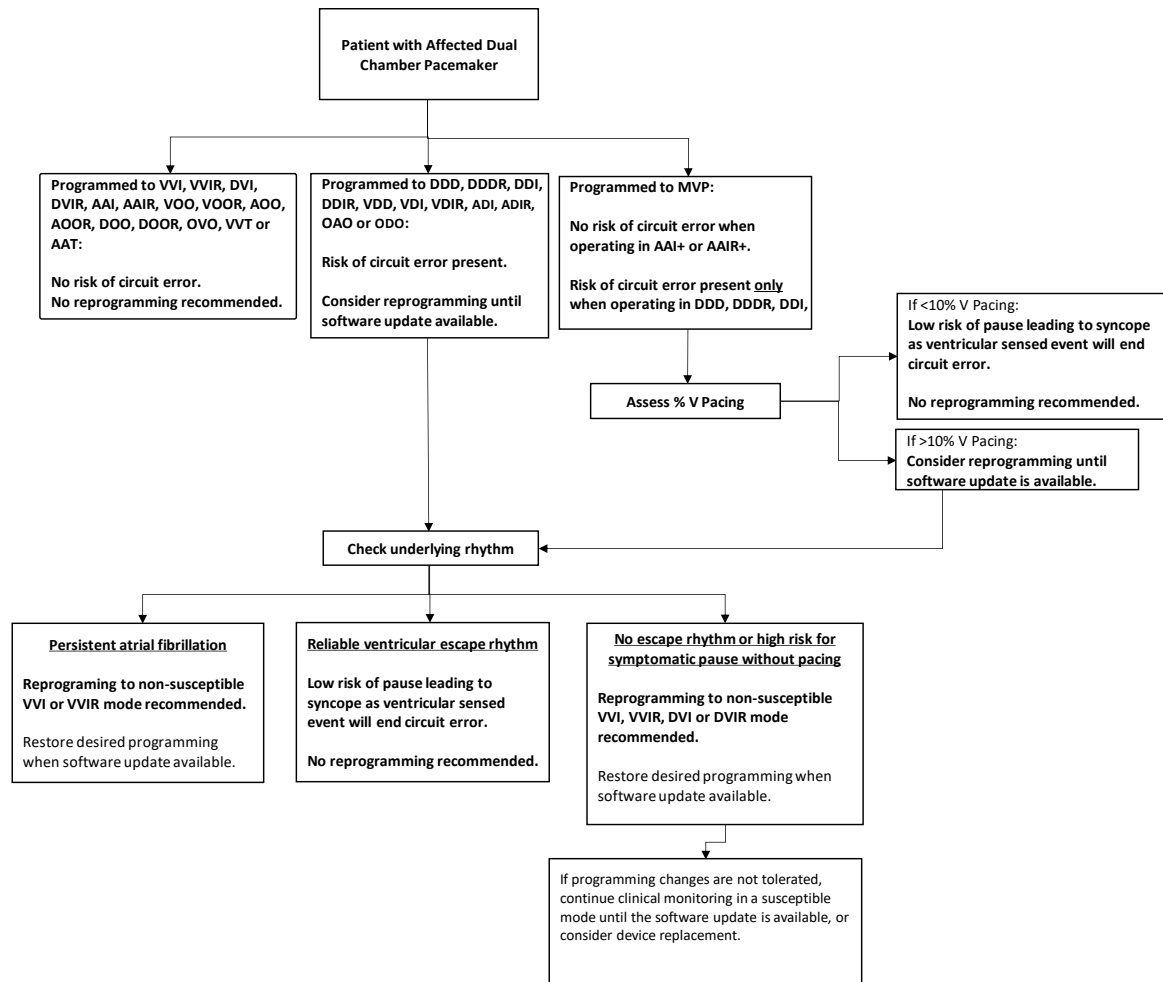 Patient with Affected Dual
Chamber Pacemaker
Programmed to VVI, VVIR, DVI,
DVIR, AAI, AAIR, VOO, VOOR, AOO,
AOOR, DOO, DOOR, OVO, VVT or
AAT:
No risk of circuit error.
No reprogramming recommended.
Programmed to DDD, DDDR, DDI,
DDIR, VDD, VDI, VDIR, ADI, ADIR,
OAO or ODO:
Risk of circuit error present.
Consider reprogramming until
software update available.
Programmed to MVP:
No risk of circuit error when
operating in AAI+ or AAIR+.
Risk of circuit error present only
when operating in DDD, DDDR, DDI,
If <10% V Pacing:
Low risk of pause leading to syncope
as ventricular sensed event will end
circuit error.
No reprogramming recommended.
Assess % V Pacing
If >10% V Pacing:
Consider reprogramming until
software update is available.
Check underlying rhythm
Persistent atrial fibrillation
Reprograming to non-susceptible
VVI or VVIR mode recommended.
Restore desired programming
when software update available.
Reliable ventricular escape rhythm
Low risk of pause leading to
syncope as ventricular sensed
event will end circuit error.
No reprogramming recommended.
No escape rhythm or high risk for
symptomatic pause without pacing
Reprogramming to non-susceptible
VVI, VVIR, DVI or DVIR mode
recommended.
Restore desired programming when
software update available.
If programming changes are not tolerated,
continue clinical monitoring in a susceptible
mode until the software update is available, or
consider device replacement.